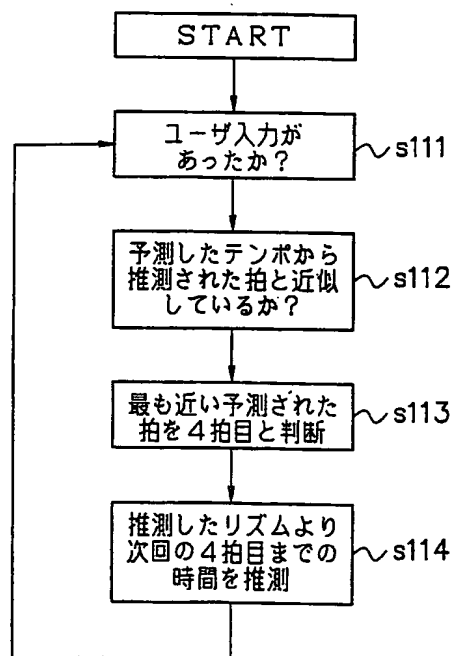 START
ユーザ入力が
あったか？
s111
予測したテンポから
推測された拍と近似
しているか？
s112
最も近い予測された
拍を４拍目と判断
s113
推測したリズムより
次回の４拍目までの
時間を推測
s114